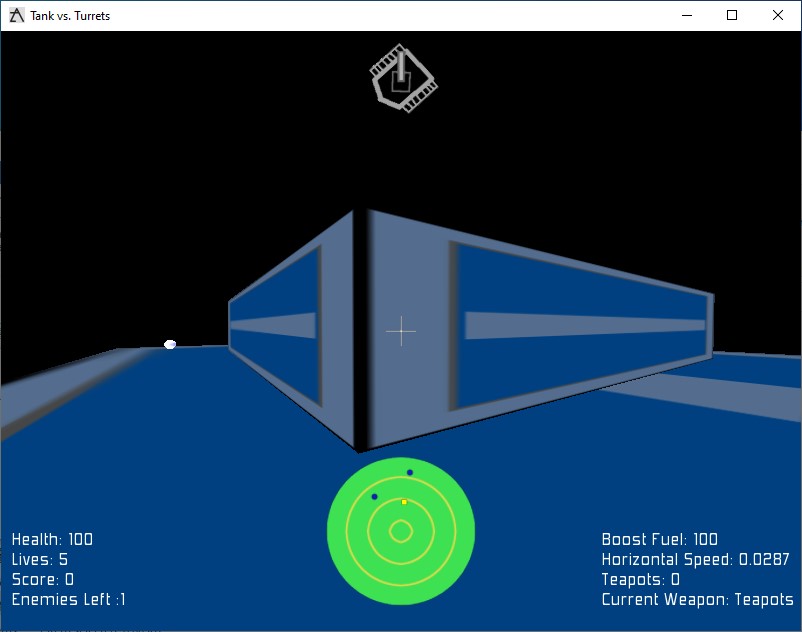 Tank vs. Turrets
Health: 100
Lives: 5
Score: 0
Enemies Left :1
Boost Fuel: 100
Horizontal Speed: 0.0287
Teapots: 0
Current Weapon: Teapots